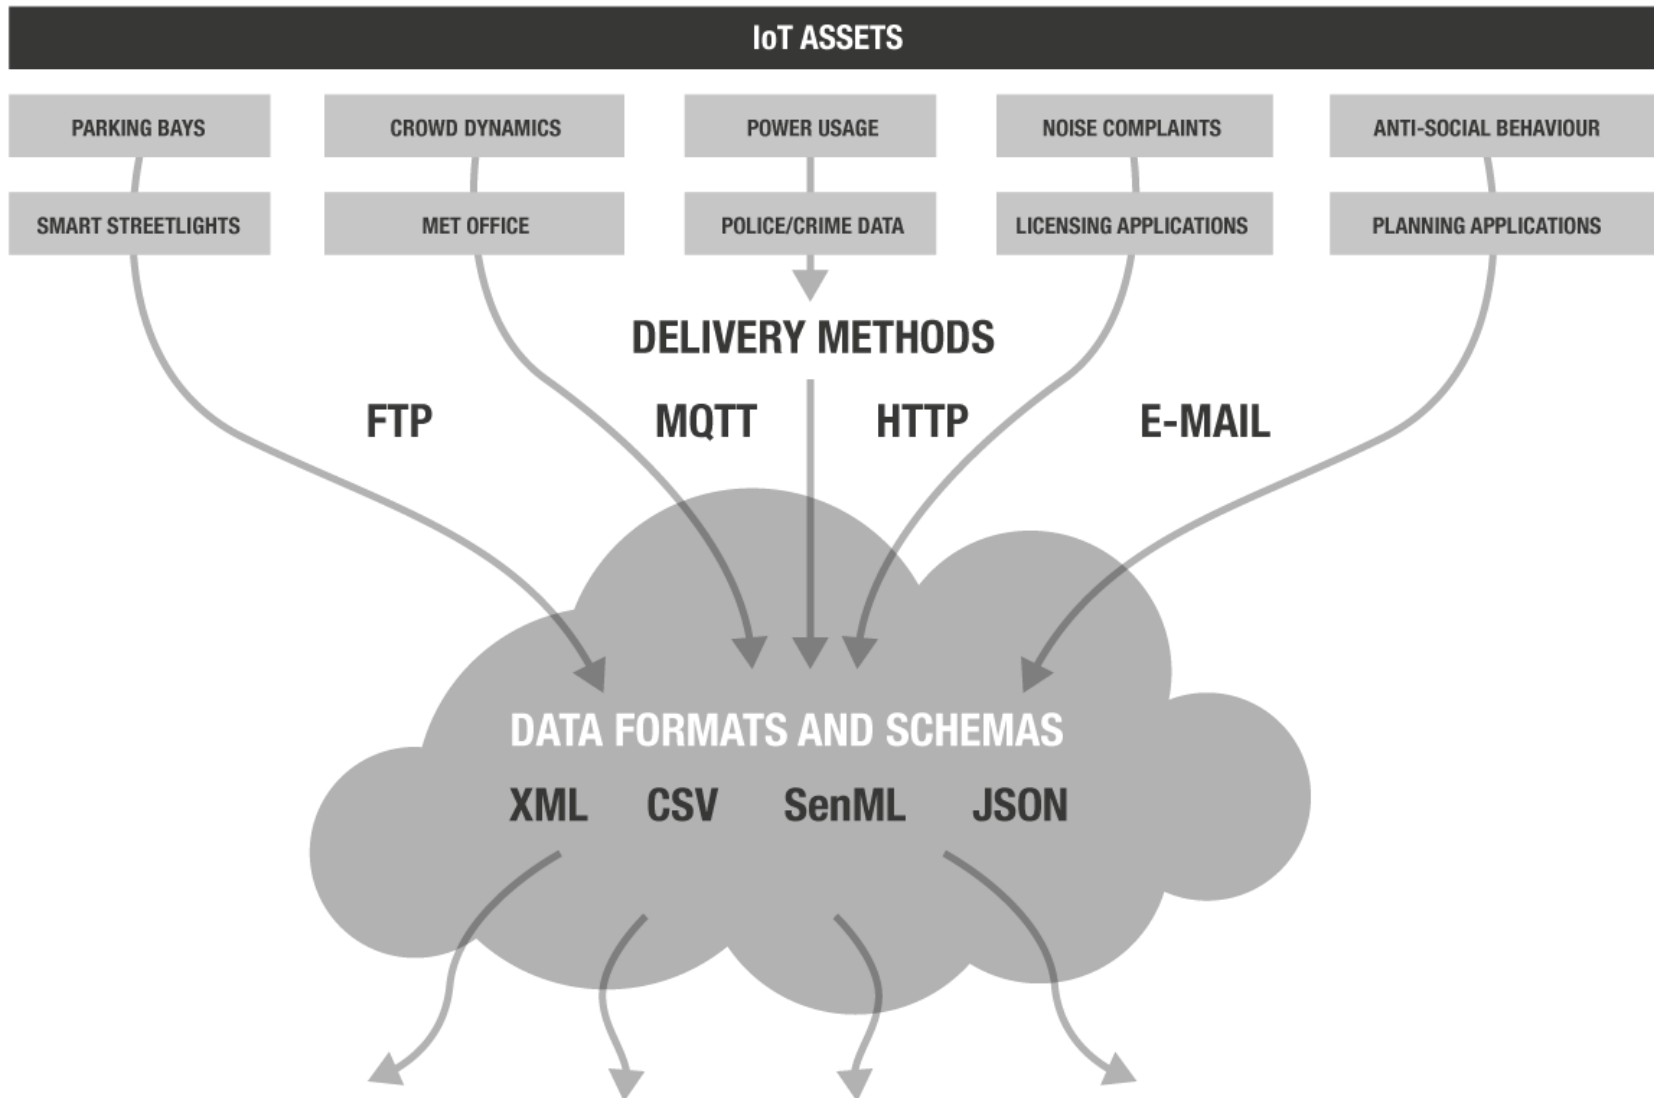 IoT ASSETS
PARKING BAYS
CROWD DYNAMICS
POWER USAGE
NOISE COMPLAINTS
ANTI-SOCIAL BEHAVIOUR
SMART STREETLIGHTS
MET OFFICE
POLICE/CRIME DATA
LICENSING APPLICATIONS
PLANNING APPLICATIONS
DELIVERY METHODS
FTP
MQTT
HTTP
E-MAIL
DATA FORMATS AND SCHEMAS
XML
CSV
SenML
JSON